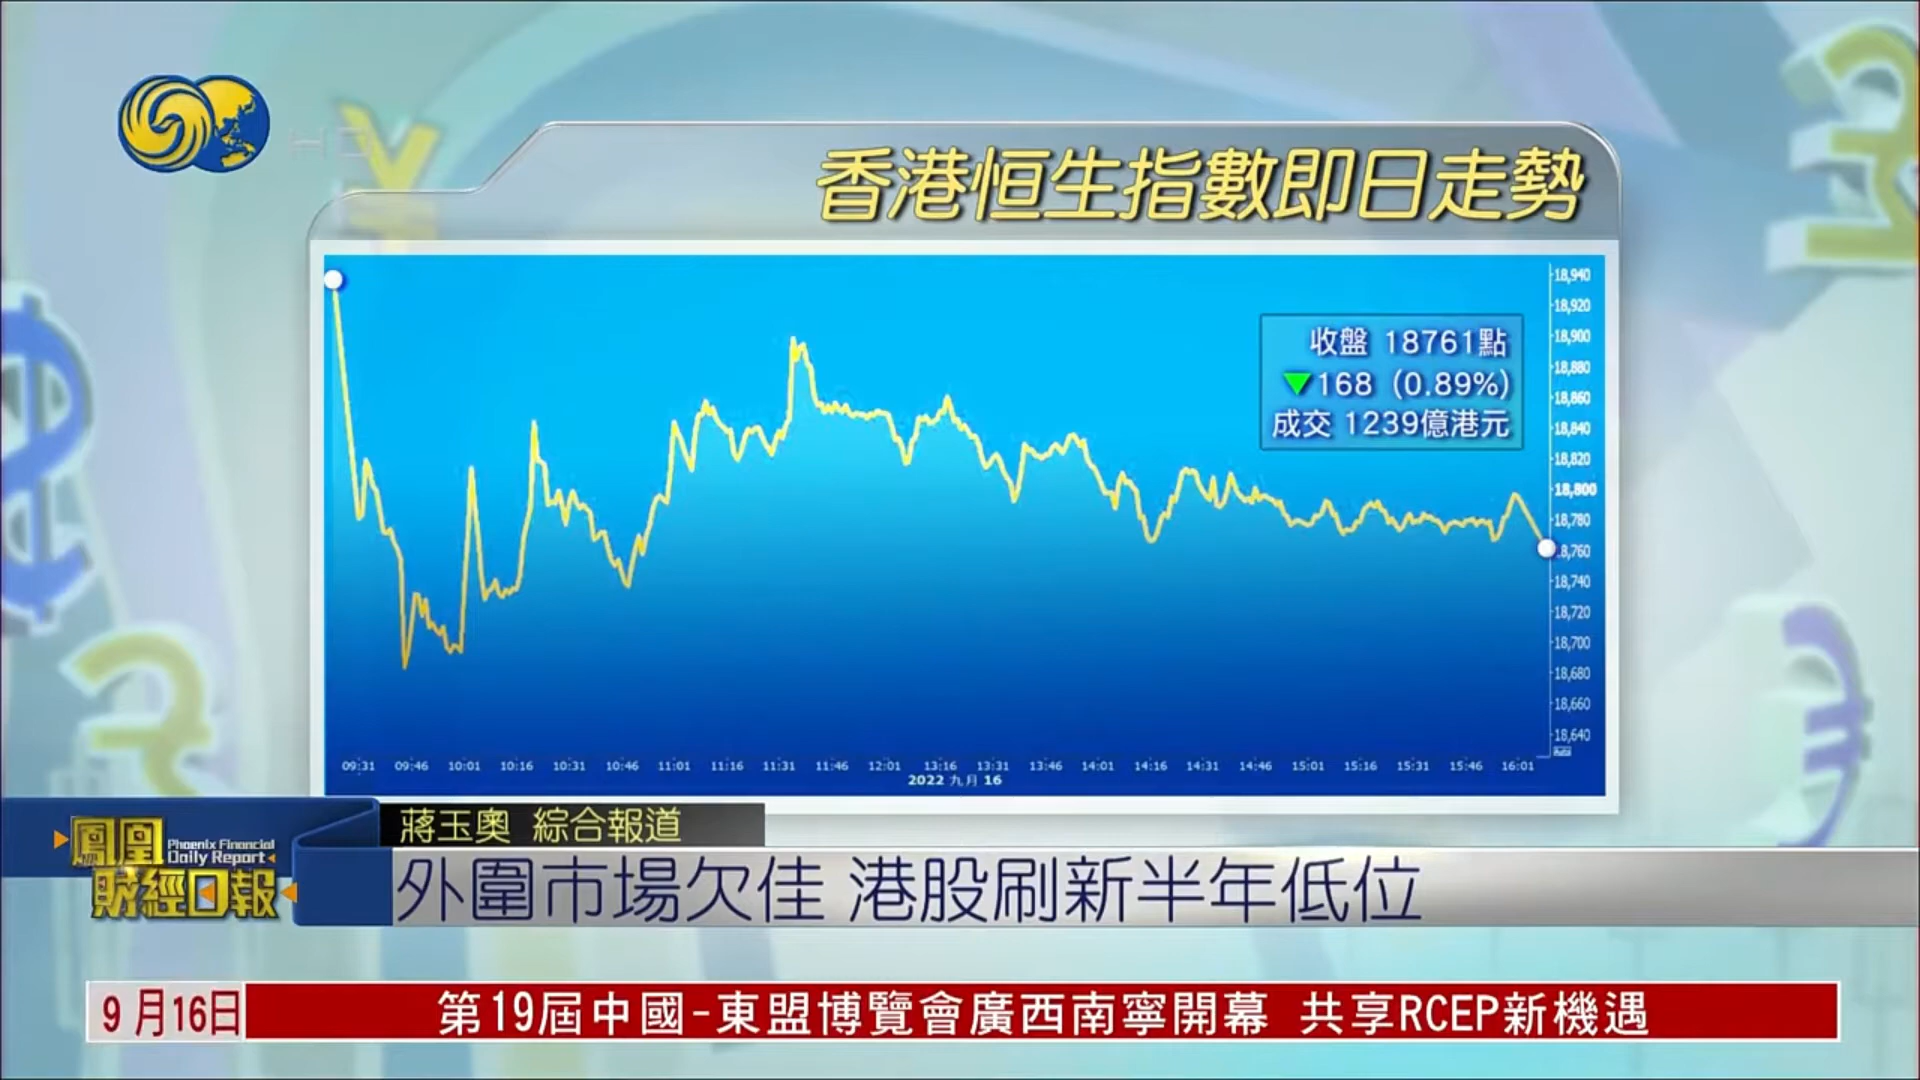 HD
香港恒生指數即日走勢
18,940
18,920
18,900
18,880
18,860
18,840
18,820
18,800
18,780
18,760
18,740
18,720
18,700
18,680
18,660
18,640
Auto
收盤 18761點
▼168 (0.89%)
成交 1239億港元
09:31 09:46 10:01 10:16 10:31 10:46 11:01 11:16 11:31 11:46 12:01 13:16 13:31 13:46 14:01 14:16 14:31 14:46 15:01 15:16 15:31 15:46 16:01
2022 九月 16
蔣玉奧 綜合報道
鳳凰 Phoenix Financial Daily Report
財經日報
外圍市場欠佳 港股刷新半年低位
9月16日 第19屆中國-東盟博覽會廣西南寧開幕 共享RCEP新機遇